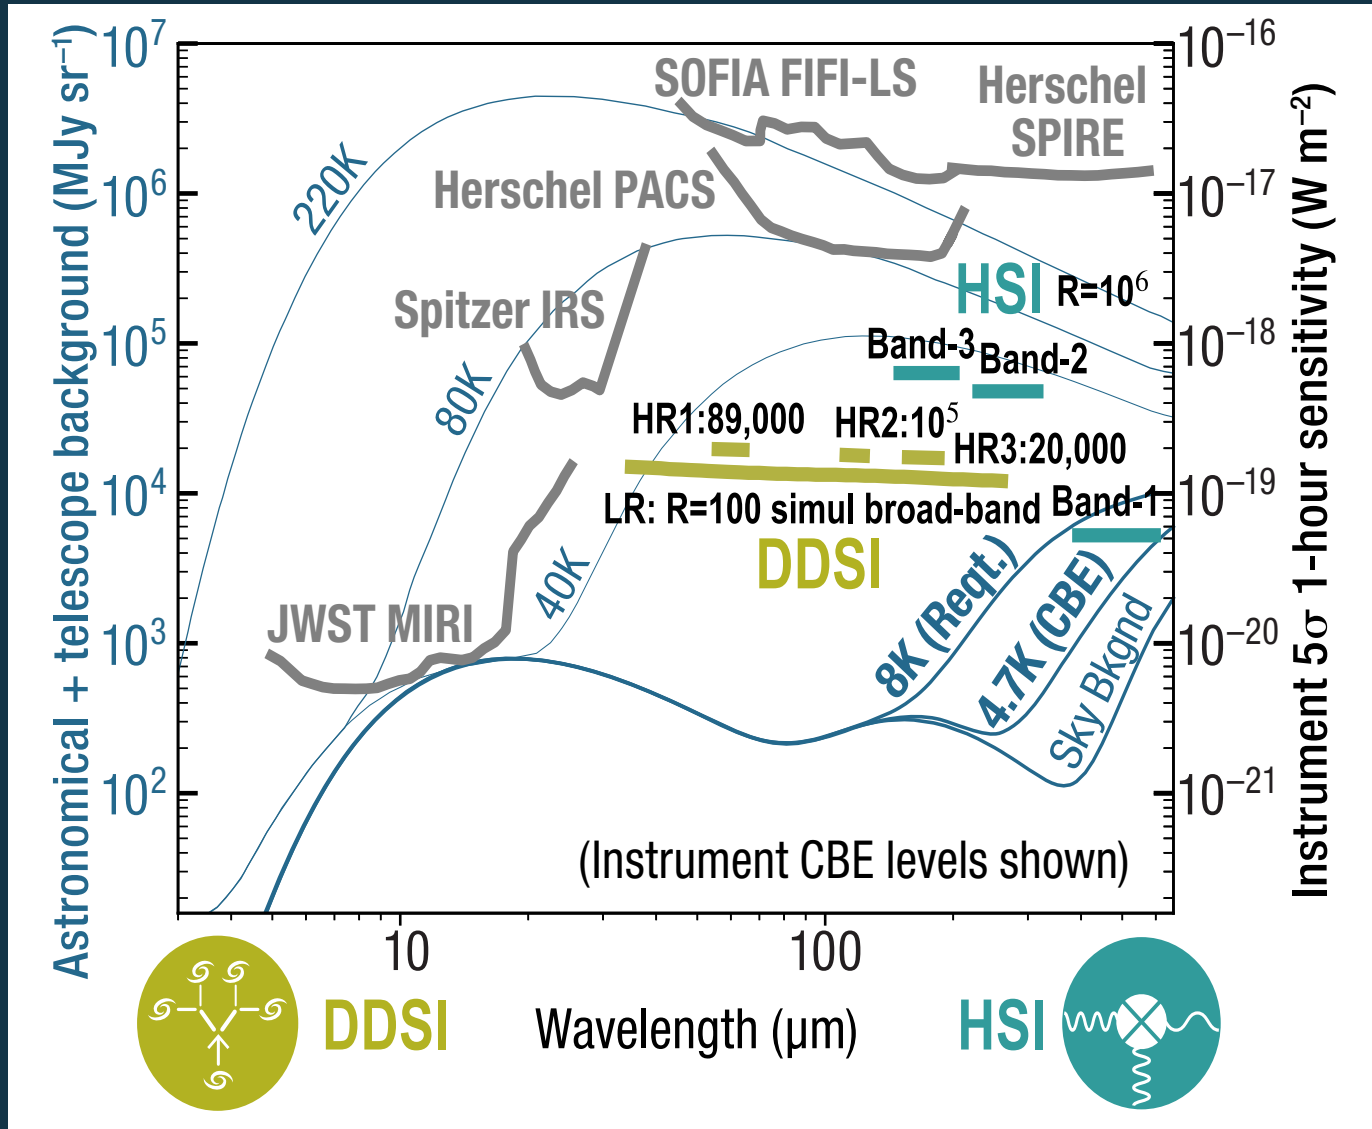 Astronomical + telescope background (MJy sr⁻¹)
10⁷
10⁶
10⁵
10⁴
10³
10²
10⁻¹⁶
10⁻¹⁷
10⁻¹⁸
10⁻¹⁹
10⁻²⁰
10⁻²¹
Instrument 5σ 1-hour sensitivity (W m⁻²)
SOFIA FIFI-LS
Herschel
SPIRE
220K
Herschel PACS
HSI R=10⁶
Spitzer IRS
Band-3
Band-2
80K
HR1:89,000
HR2:10⁵
HR3:20,000
LR: R=100 simul broad-band
Band-1
DDSI
40K
8K (Reqt.)
4.7K (CBE)
Sky Bkgnd
JWST MIRI
(Instrument CBE levels shown)
10
100
DDSI
Wavelength (µm)
HSI